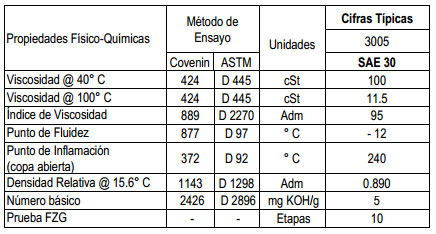 Propiedades Físico-Químicas Método de Ensayo Unidades Cifras Típicas
3005
Covenin ASTM SAE 30
Viscosidad @ 40° C 424 D 445 cSt 100
Viscosidad @ 100° C 424 D 445 cSt 11.5
Índice de Viscosidad 889 D 2270 Adm 95
Punto de Fluidez 877 D 97 ° C - 12
Punto de Inflamación
(copa abierta) 372 D 92 ° C 240
Densidad Relativa @ 15.6° C 1143 D 1298 Adm 0.890
Número básico 2426 D 2896 mg KOH/g 5
Prueba FZG - - Etapas 10